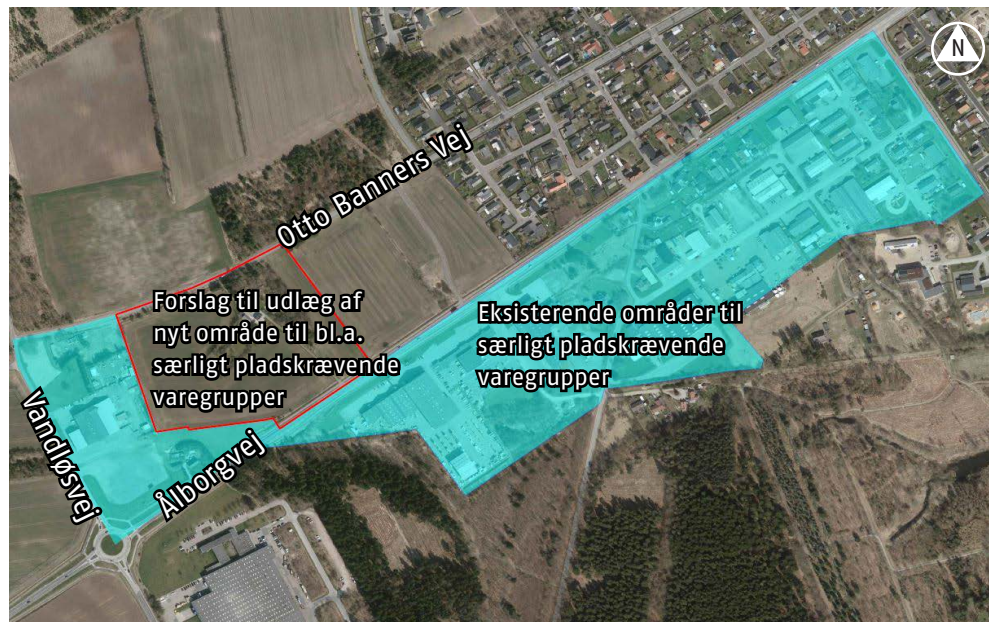 N
Otto Banners Vej
Forslag til udlæg af
nyt område til bl.a.
særligt pladskrævende
varegrupper
Eksisterende områder til
særligt pladskrævende
varegrupper
Vandløsvej
Ålborgvej